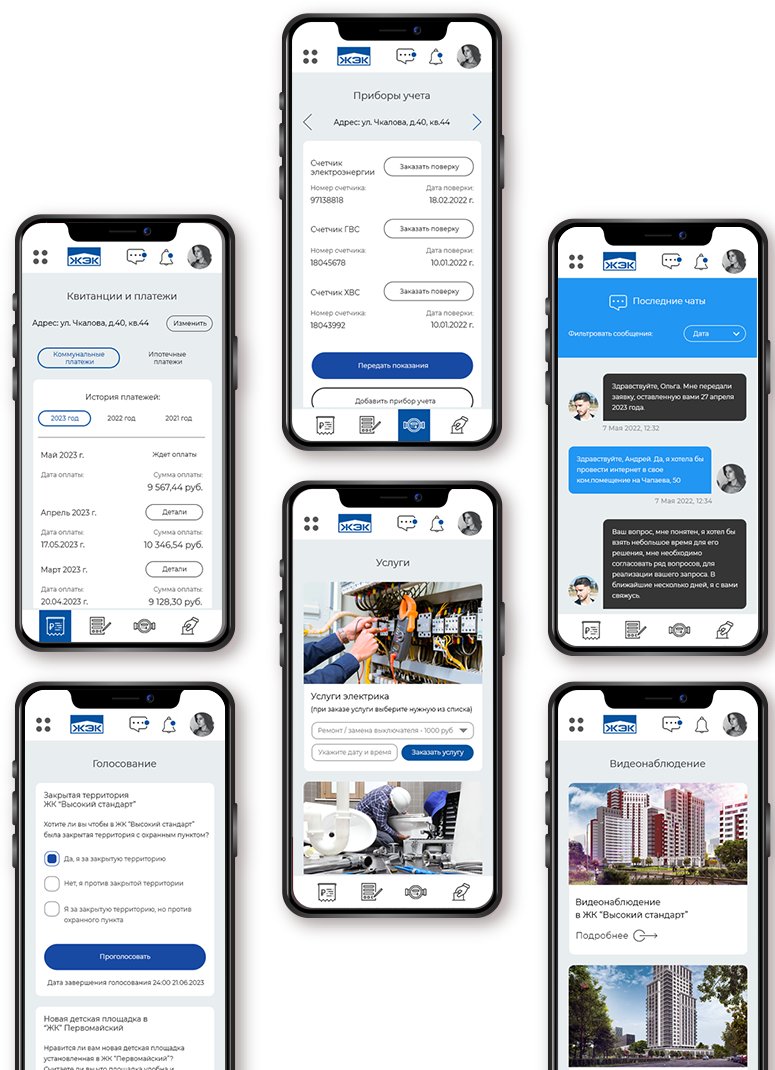 ЖЭК
Приборы учета
Адрес: ул. Чкалова, д.40, кв.44
Счетчик
электроэнергии
Заказать поверку
Номер счетчика:
Дата поверки:
97138818
18.02.2022 г.
Счетчик ГВС
Заказать поверку
Номер счетчика:
Дата поверки:
18045678
10.01.2022 г.
Счетчик ХВС
Заказать поверку
Номер счетчика:
Дата поверки:
18043992
10.01.2022 г.
Передать показания
Добавить прибор учета
ЖЭК
Квитанции и платежи
Адрес: ул. Чкалова, д.40, кв.44
Изменить
Коммунальные
платежи
Ипотечные
платежи
История платежей:
2023 год
2022 год
2021 год
Май 2023 г.
Ждет оплаты
Дата оплаты:
Сумма оплаты:
9 567,44 руб.
Апрель 2023 г.
Детали
Дата оплаты:
Сумма оплаты:
17.05.2023 г.
10 346,54 руб.
Март 2023 г.
Детали
Дата оплаты:
Сумма оплаты:
20.04.2023 г.
9 128,30 руб.
ЖЭК
Последние чаты
Фильтровать сообщения:
Дата
Здравствуйте, Ольга. Мне передали
заявку, оставленную вами 27 апреля
2023 года.
7 Мая 2022, 12:32
Здравствуйте, Андрей. Да, я хотела бы
провести интернет в свое
ком.помещение на Чапаева, 50
7 Мая 2022, 12:34
Ваш вопрос, мне понятен, я хотел бы
взять небольшое время для его
решения, мне необходимо
согласовать ряд вопросов, для
реализации вашего запроса. В
ближайшие несколько дней, я с вами
свяжусь.
ЖЭК
Услуги
Услуги электрика
(при заказе услуги выберите нужную из списка)
Ремонт / замена выключателя - 1000 руб
Укажите дату и время
Заказать услугу
ЖЭК
Голосование
Закрытая территория
ЖК “Высокий стандарт”
Хотите ли вы чтобы в ЖК “Высокий стандарт”
была закрытая территория с охранным пунктом?
Да, я за закрытую территорию
Нет, я против закрытой территории
Я за закрытую территорию, но против
охранного пункта
Проголосовать
Дата завершения голосования 24:00 21.06.2023
Новая детская площадка в
“ЖК” Первомайский
Нравится ли вам новая детская площадка
установленная в ЖК “Первомайский”?
Считаете ли вы что площадка удобна и
ЖЭК
Видеонаблюдение
Видеонаблюдение
в ЖК “Высокий стандарт”
Подробнее